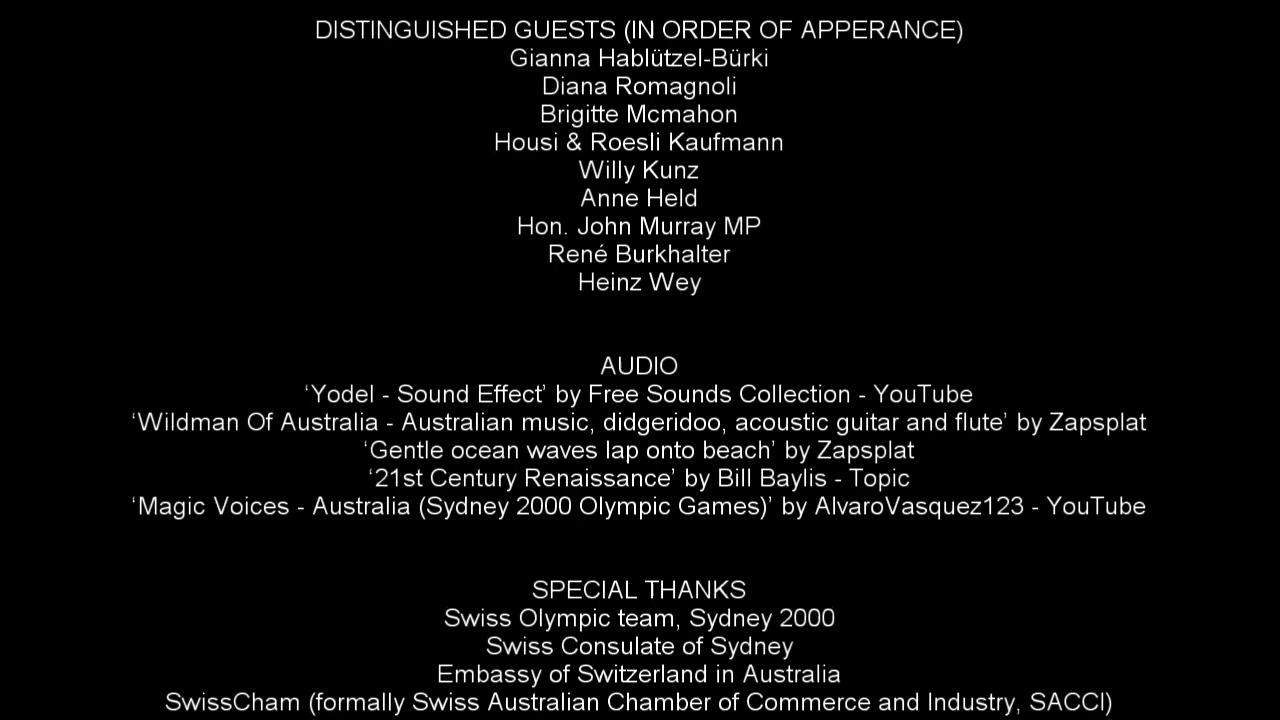 DISTINGUISHED GUESTS (IN ORDER OF APPERANCE)
Gianna Hablützel-Bürki
Diana Romagnoli
Brigitte Mcmahon
Housi & Roesli Kaufmann
Willy Kunz
Anne Held
Hon. John Murray MP
René Burkhalter
Heinz Wey
AUDIO
‘Yodel - Sound Effect’ by Free Sounds Collection - YouTube
‘Wildman Of Australia - Australian music, didgeridoo, acoustic guitar and flute’ by Zapsplat
‘Gentle ocean waves lap onto beach’ by Zapsplat
‘21st Century Renaissance’ by Bill Baylis - Topic
‘Magic Voices - Australia (Sydney 2000 Olympic Games)’ by AlvaroVasquez123 - YouTube
SPECIAL THANKS
Swiss Olympic team, Sydney 2000
Swiss Consulate of Sydney
Embassy of Switzerland in Australia
SwissCham (formally Swiss Australian Chamber of Commerce and Industry, SACCI)